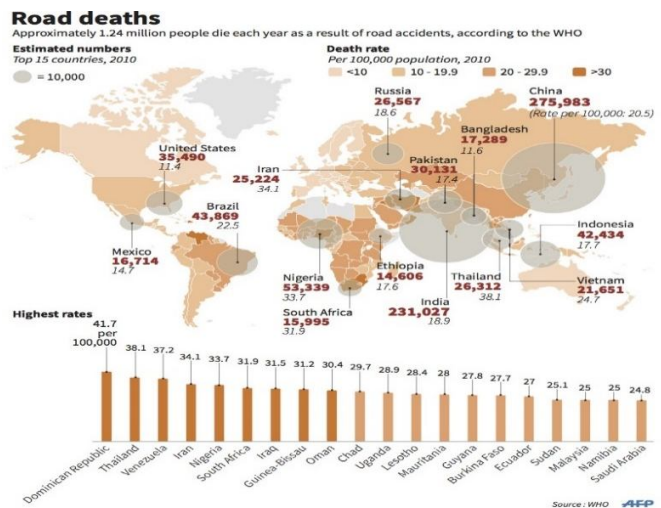 Road deaths
Approximately 1.24 million people die each year as a result of road accidents, according to the WHO
Estimated numbers
Top 15 countries, 2010
= 10,000
Death rate
Per 100,000 population, 2010
<10 10 - 19.9 20 - 29.9 >30
Russia
26,567
18.6
China
275,983
(Rate per 100,000: 20.5)
Bangladesh
17,289
11.6
United States
35,490
11.4
Iran
25,224
34.1
Pakistan
30,131
17.4
Brazil
43,869
22.5
Indonesia
42,434
17.7
Mexico
16,714
14.7
Nigeria
53,339
33.7
Ethiopia
14,606
17.6
Thailand
26,312
38.1
Vietnam
21,651
24.7
South Africa
15,995
31.9
India
231,027
18.9
Highest rates
41.7
per
100,000
38.1 37.2 34.1 33.7 31.9 31.5 31.2 30.4 29.7 28.9 28.4 28 27.8 27.7 27 25.1 25 25 24.8
Dominican Republic Thailand Venezuela Iran Nigeria South Africa Iraq Guinea-Bissau Oman Chad Uganda Lesotho Mauritania Guyana Burkina Faso Ecuador Sudan Malaysia Namibia Saudi Arabia
Source : WHO AFP